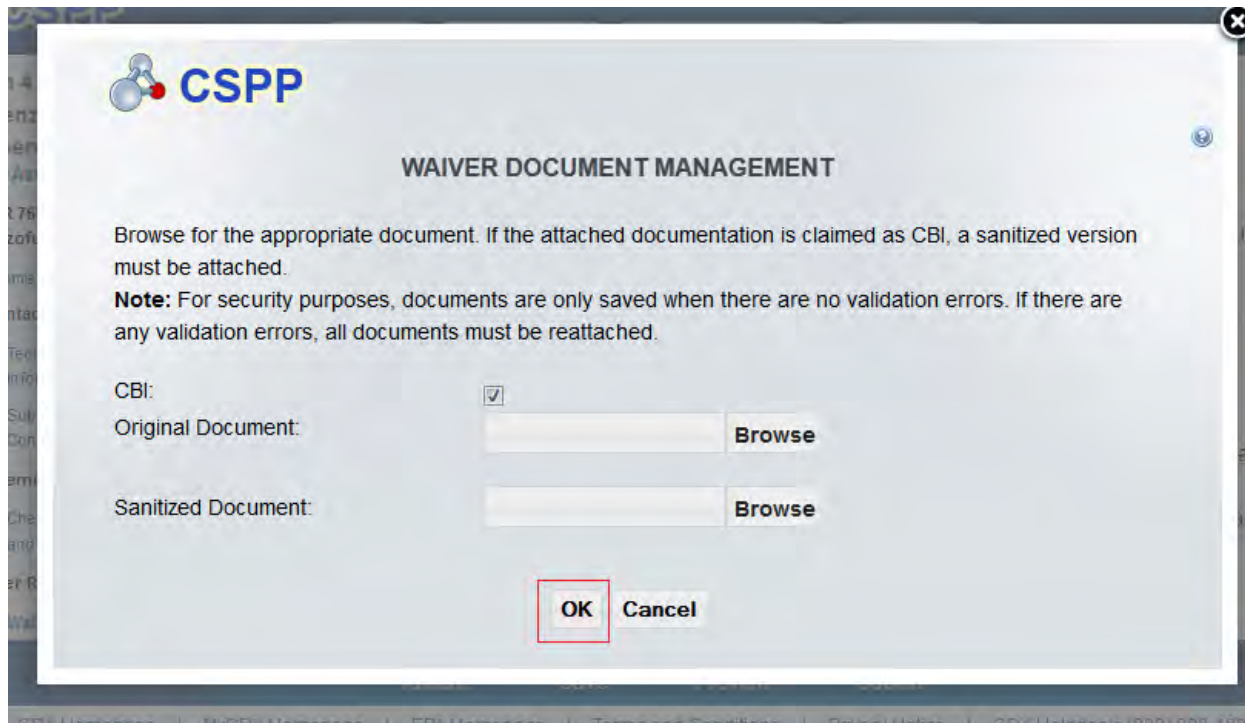 CSPP
WAIVER DOCUMENT MANAGEMENT
Browse for the appropriate document. If the attached documentation is claimed as CBI, a sanitized version
must be attached.
Note: For security purposes, documents are only saved when there are no validation errors. If there are
any validation errors, all documents must be reattached.
CBI:
Original Document:
Browse
Sanitized Document:
Browse
OK Cancel